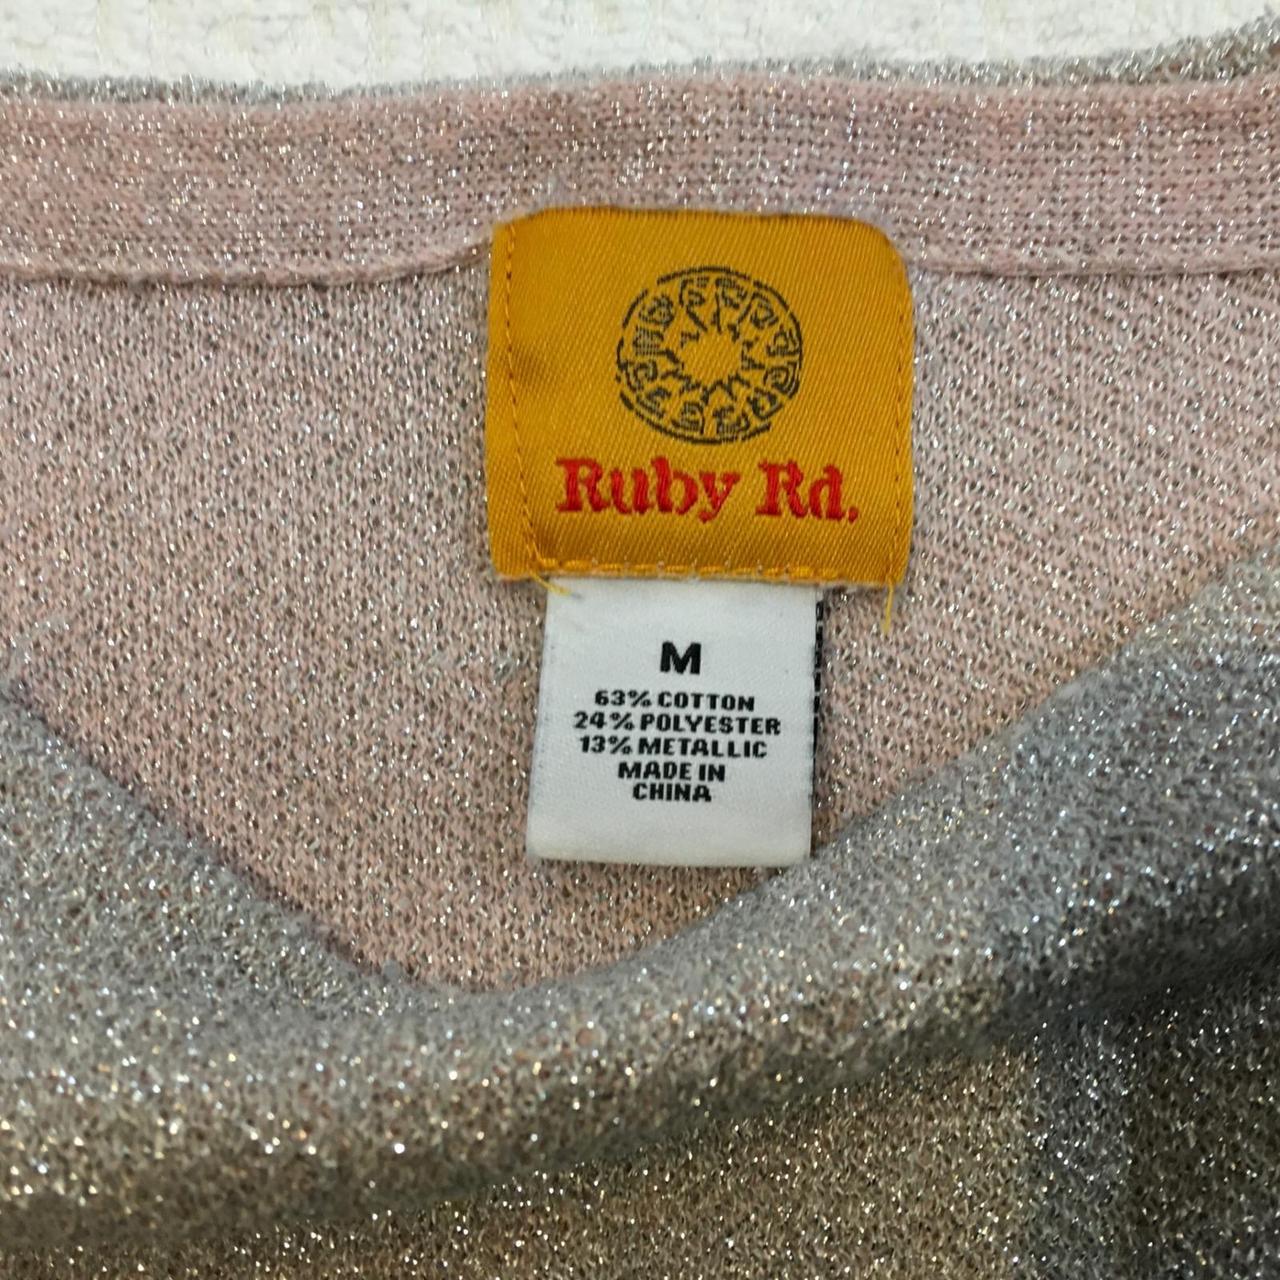 Ruby Rd.
M
63% COTTON
24% POLYESTER
13% METALLIC
MADE IN
CHINA